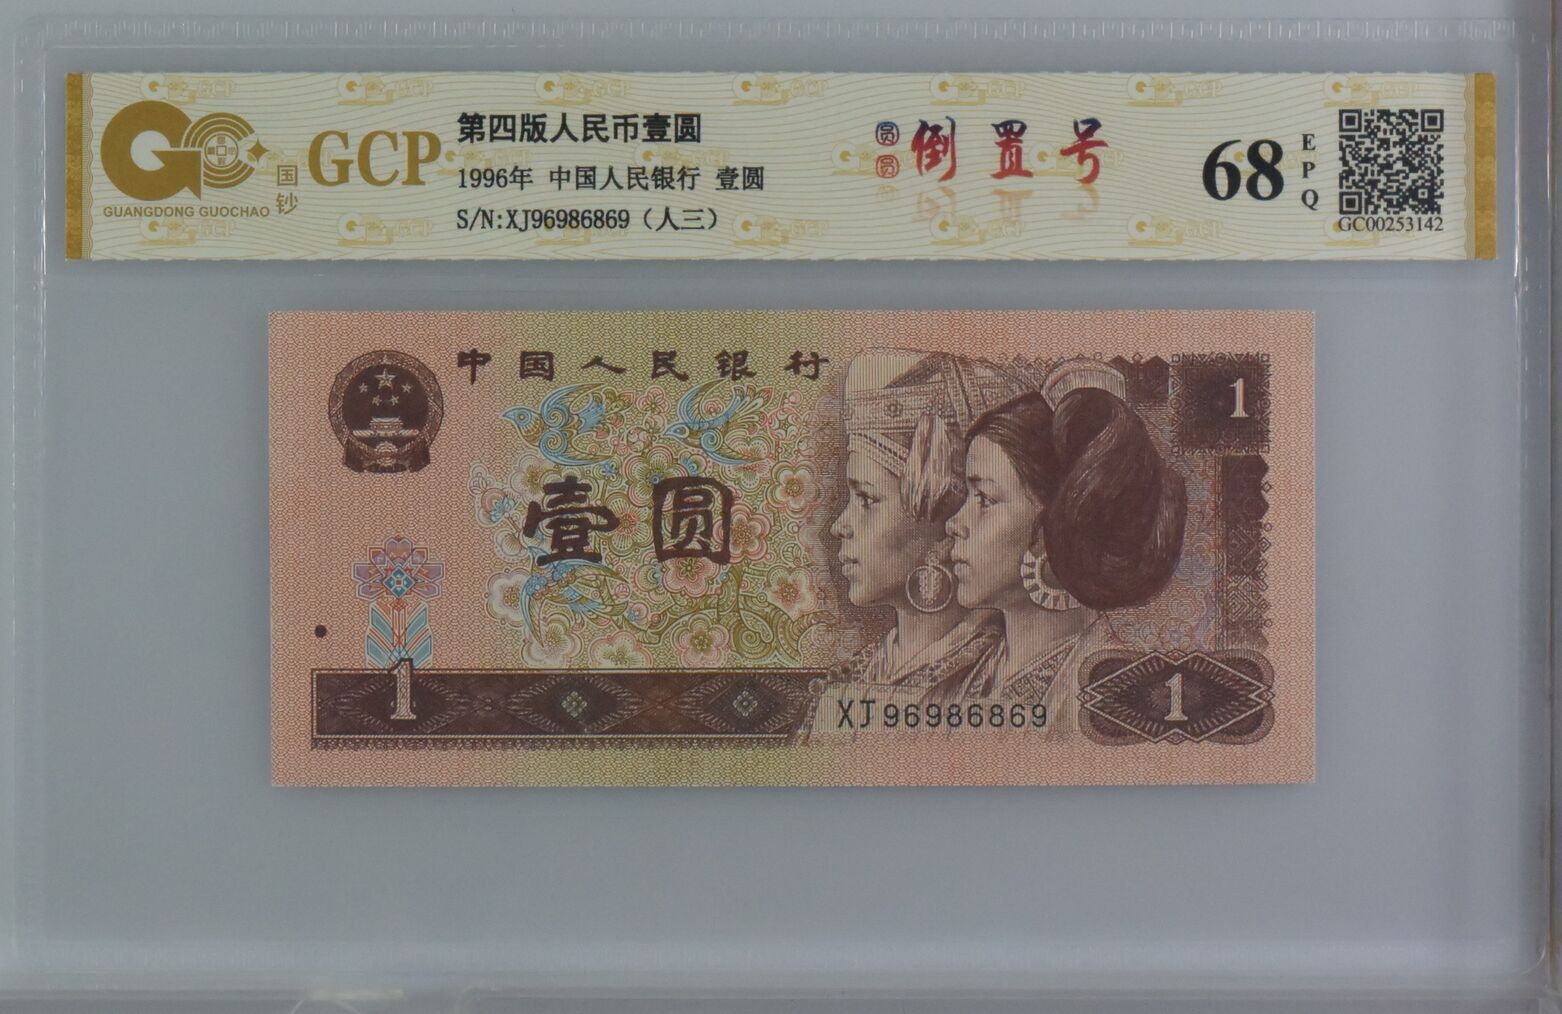 GCP
国钞
GUANGDONG GUOCHAO
第四版人民币壹圆
1996年 中国人民银行 壹圆
S/N:XJ96986869（人三）
圆
圆
倒置号
68
EPQ
GC00253142
中国人民银行
1
壹圆
1
XJ96986869
1